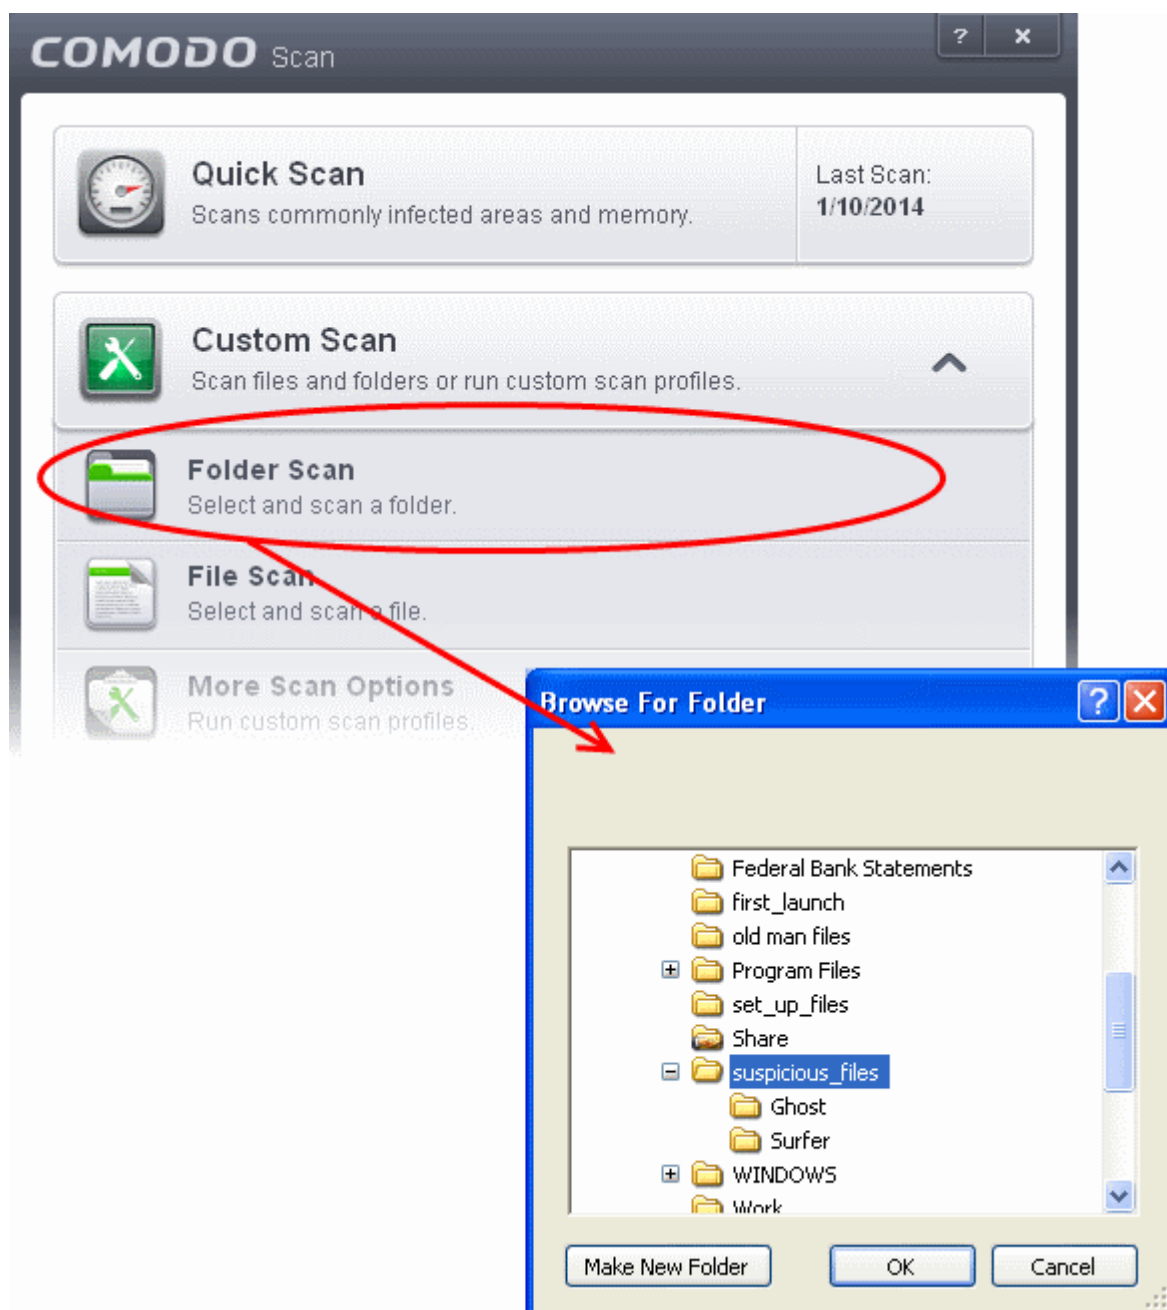 COMODO Scan
? x
Quick Scan
Scans commonly infected areas and memory.
Last Scan:
1/10/2014
Custom Scan
Scan files and folders or run custom scan profiles.
Folder Scan
Select and scan a folder.
File Scan
Select and scan a file.
More Scan Options
Run custom scan profiles.
Browse For Folder
?
Federal Bank Statements
first_launch
old man files
Program Files
set_up_files
Share
suspicious_files
Ghost
Surfer
WINDOWS
Work
Make New Folder
OK
Cancel